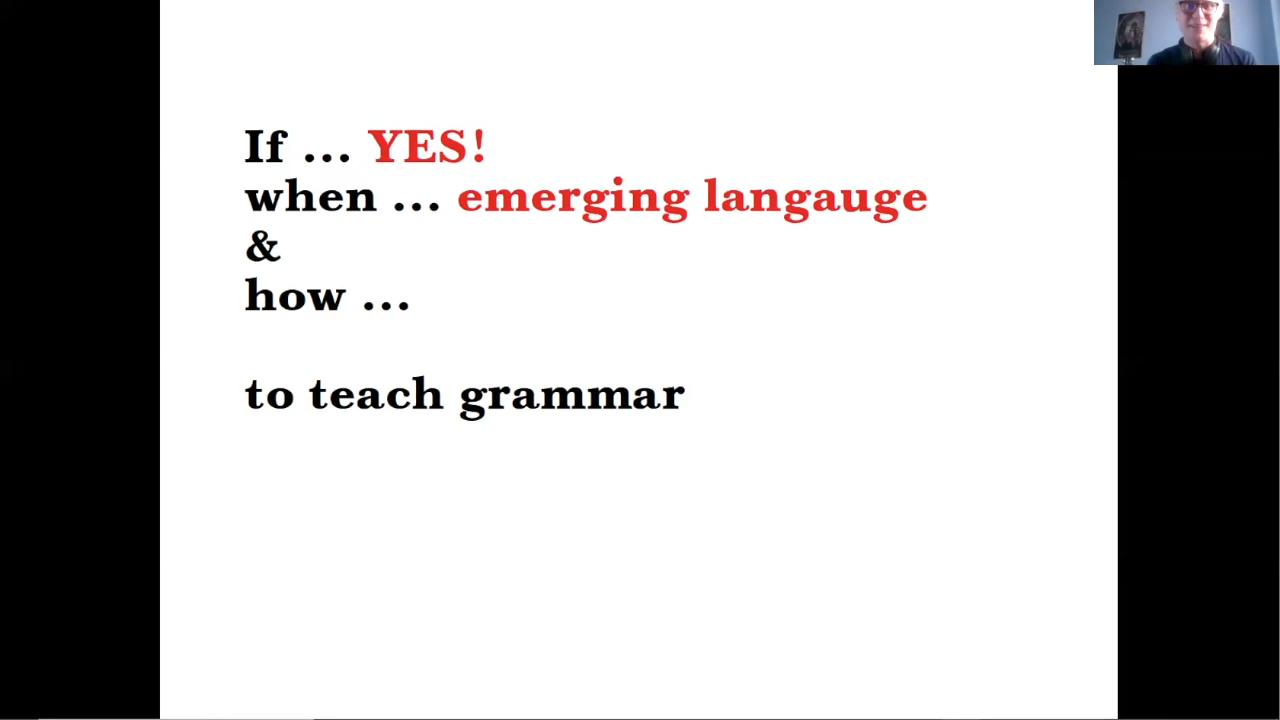 If ... YES!
when ... emerging langauge
&
how ...
to teach grammar